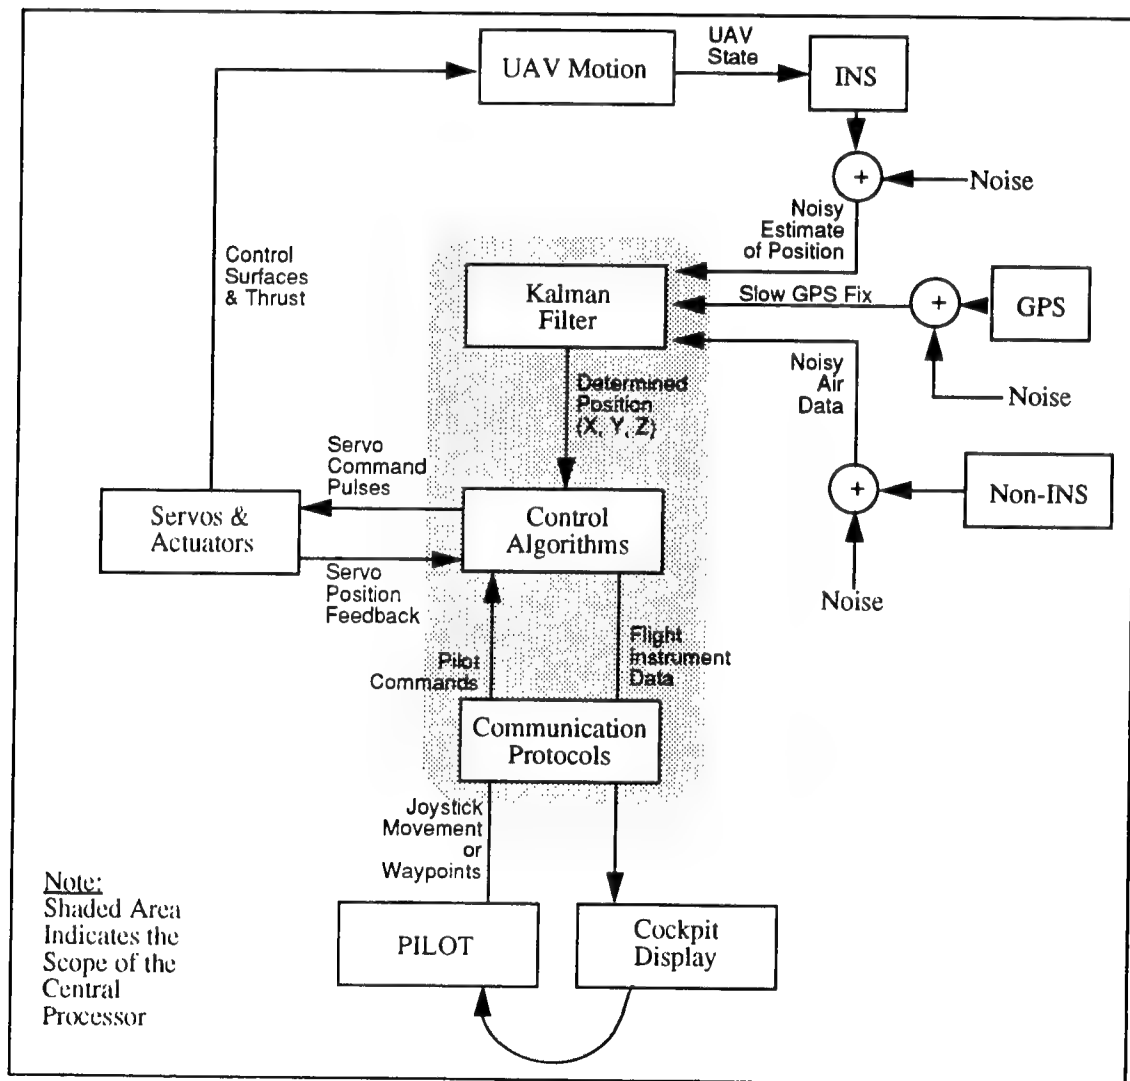 UAV
State
UAV Motion
INS
+
Noise
Noisy
Estimate
of Position
Control
Surfaces
& Thrust
Kalman
Filter
Slow GPS Fix
+
GPS
Noisy
Air
Data
Noise
Determined
Position
(X, Y, Z)
Servo
Command
Pulses
Servos &
Actuators
Control
Algorithms
+
Non-INS
Servo
Position
Feedback
Noise
Pilot
Commands
Flight
Instrument
Data
Communication
Protocols
Joystick
Movement
or
Waypoints
Note:
Shaded Area
Indicates the
Scope of the
Central
Processor
PILOT
Cockpit
Display